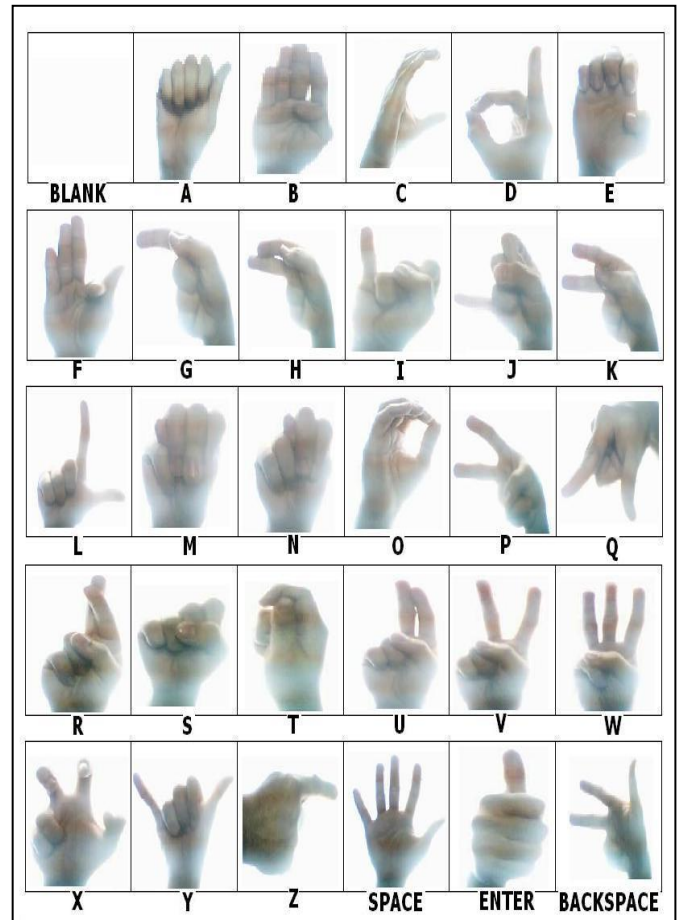 BLANK A B C D E
F G H I J K
L M N O P Q
R S T U V W
X Y Z SPACE ENTER BACKSPACE